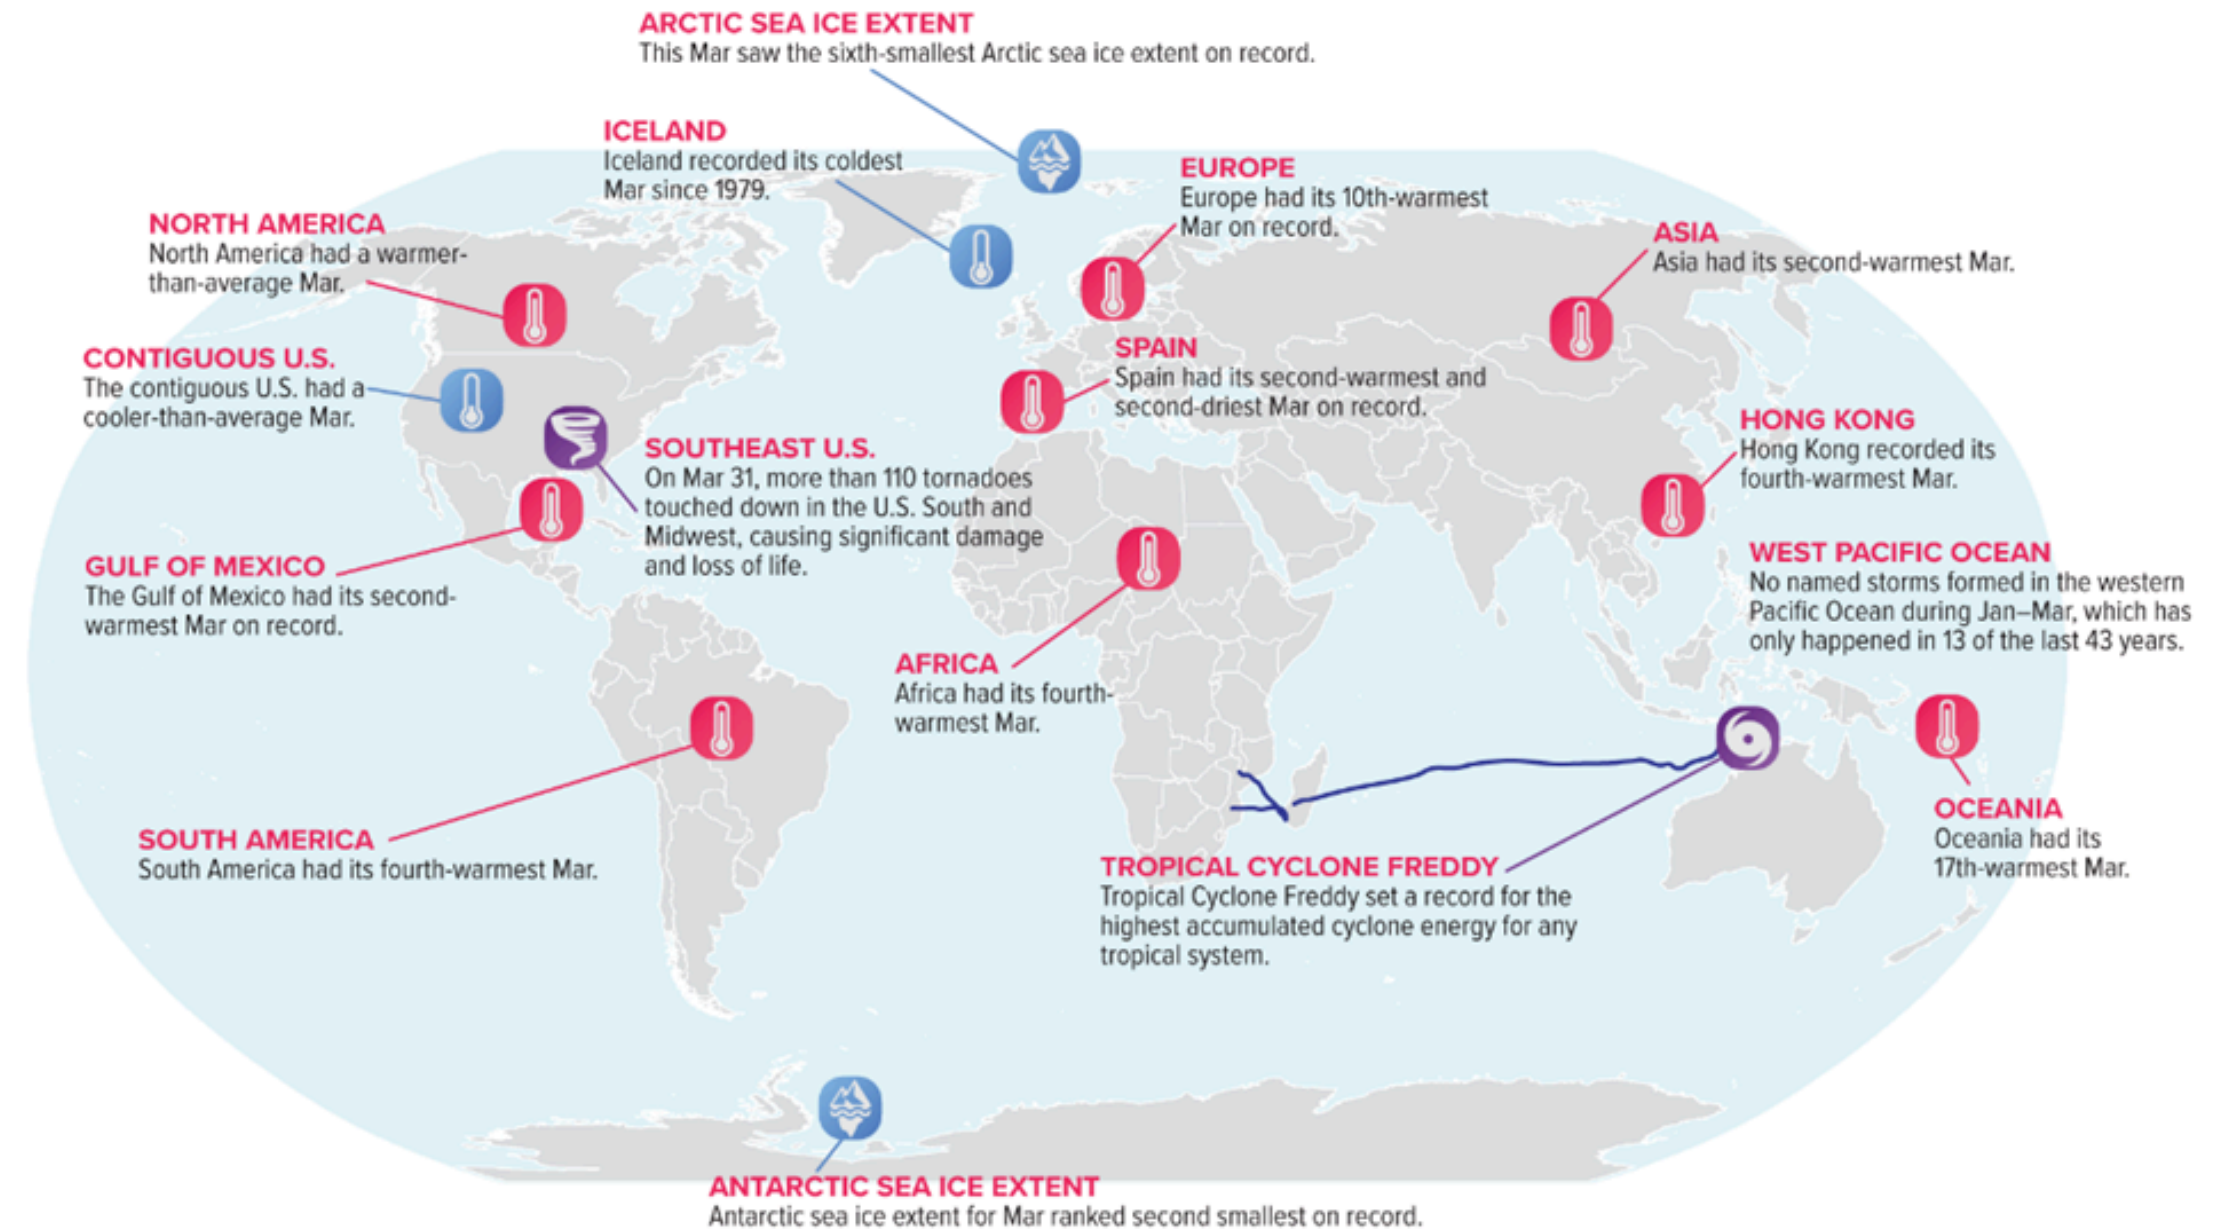 ARCTIC SEA ICE EXTENT
This Mar saw the sixth-smallest Arctic sea ice extent on record.
ICELAND
Iceland recorded its coldest
Mar since 1979.
EUROPE
Europe had its 10th-warmest
Mar on record.
NORTH AMERICA
North America had a warmer-
than-average Mar.
ASIA
Asia had its second-warmest Mar.
CONTIGUOUS U.S.
The contiguous U.S. had a
cooler-than-average Mar.
SPAIN
Spain had its second-warmest and
second-driest Mar on record.
HONG KONG
Hong Kong recorded its
fourth-warmest Mar.
SOUTHEAST U.S.
On Mar 31, more than 110 tornadoes
touched down in the U.S. South and
Midwest, causing significant damage
and loss of life.
GULF OF MEXICO
The Gulf of Mexico had its second-
warmest Mar on record.
WEST PACIFIC OCEAN
No named storms formed in the western
Pacific Ocean during Jan–Mar, which has
only happened in 13 of the last 43 years.
AFRICA
Africa had its fourth-
warmest Mar.
SOUTH AMERICA
South America had its fourth-warmest Mar.
OCEANIA
Oceania had its
17th-warmest Mar.
TROPICAL CYCLONE FREDDY
Tropical Cyclone Freddy set a record for the
highest accumulated cyclone energy for any
tropical system.
ANTARCTIC SEA ICE EXTENT
Antarctic sea ice extent for Mar ranked second smallest on record.